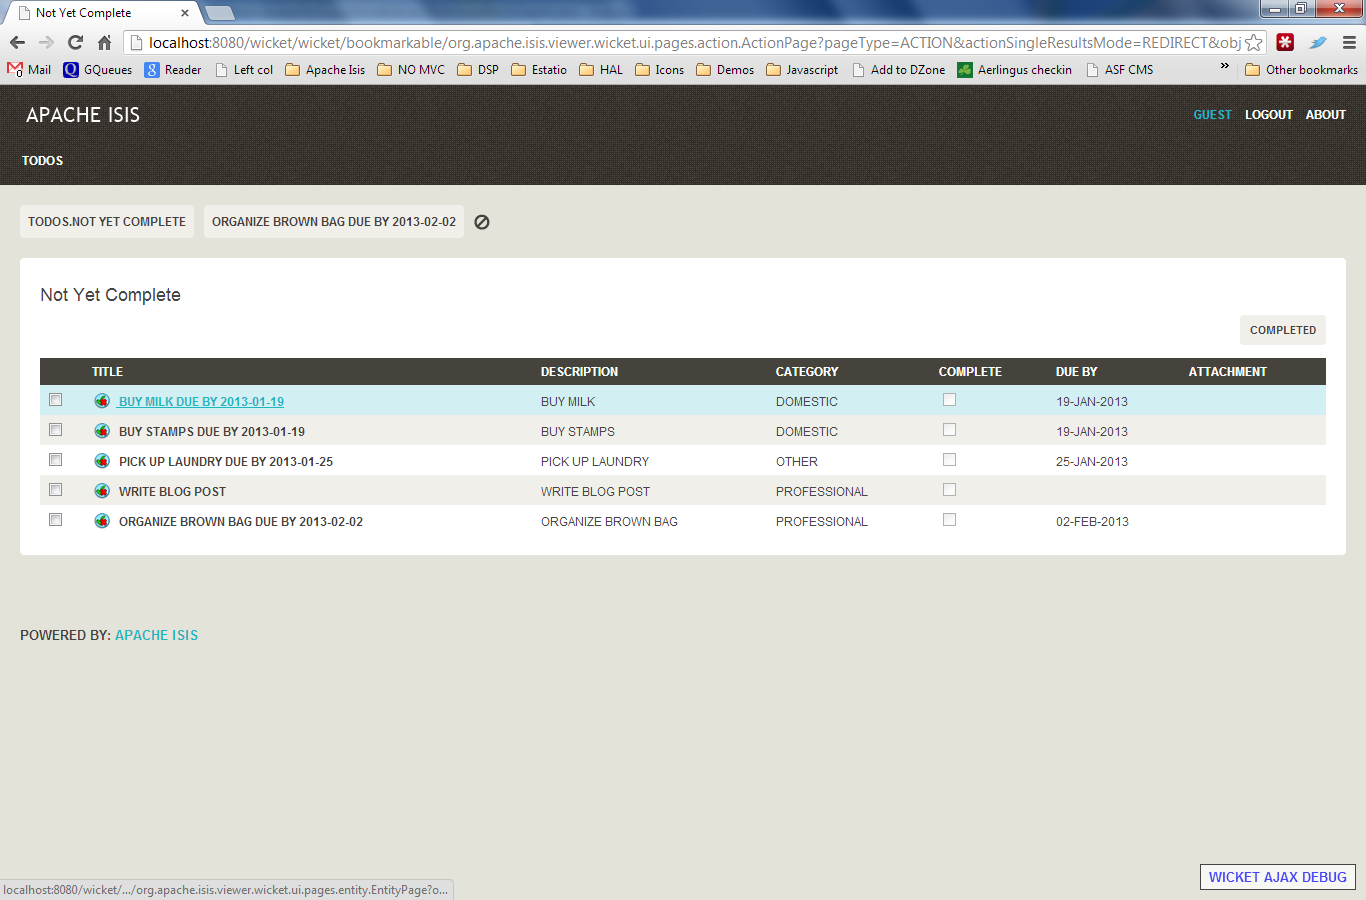 Not Yet Complete
localhost:8080/wicket/wicket/bookmarkable/org.apache.isis.viewer.wicket.ui.pages.action.ActionPage?pageType=ACTION&actionSingleResultsMode=REDIRECT&obj
Mail GQueues Reader Left col Apache Isis NO MVC DSP Estatio HAL Icons Demos Javascript Add to DZone Aerlingus checkin ASF CMS » Other bookmarks
APACHE ISIS GUEST LOGOUT ABOUT
TODOS
TODOS.NOT YET COMPLETE ORGANIZE BROWN BAG DUE BY 2013-02-02
Not Yet Complete
COMPLETED
TITLE DESCRIPTION CATEGORY COMPLETE DUE BY ATTACHMENT
BUY MILK DUE BY 2013-01-19 BUY MILK DOMESTIC 19-JAN-2013
BUY STAMPS DUE BY 2013-01-19 BUY STAMPS DOMESTIC 19-JAN-2013
PICK UP LAUNDRY DUE BY 2013-01-25 PICK UP LAUNDRY OTHER 25-JAN-2013
WRITE BLOG POST WRITE BLOG POST PROFESSIONAL
ORGANIZE BROWN BAG DUE BY 2013-02-02 ORGANIZE BROWN BAG PROFESSIONAL 02-FEB-2013
POWERED BY: APACHE ISIS
WICKET AJAX DEBUG
localhost:8080/wicket/.../org.apache.isis.viewer.wicket.ui.pages.entity.EntityPage?o...